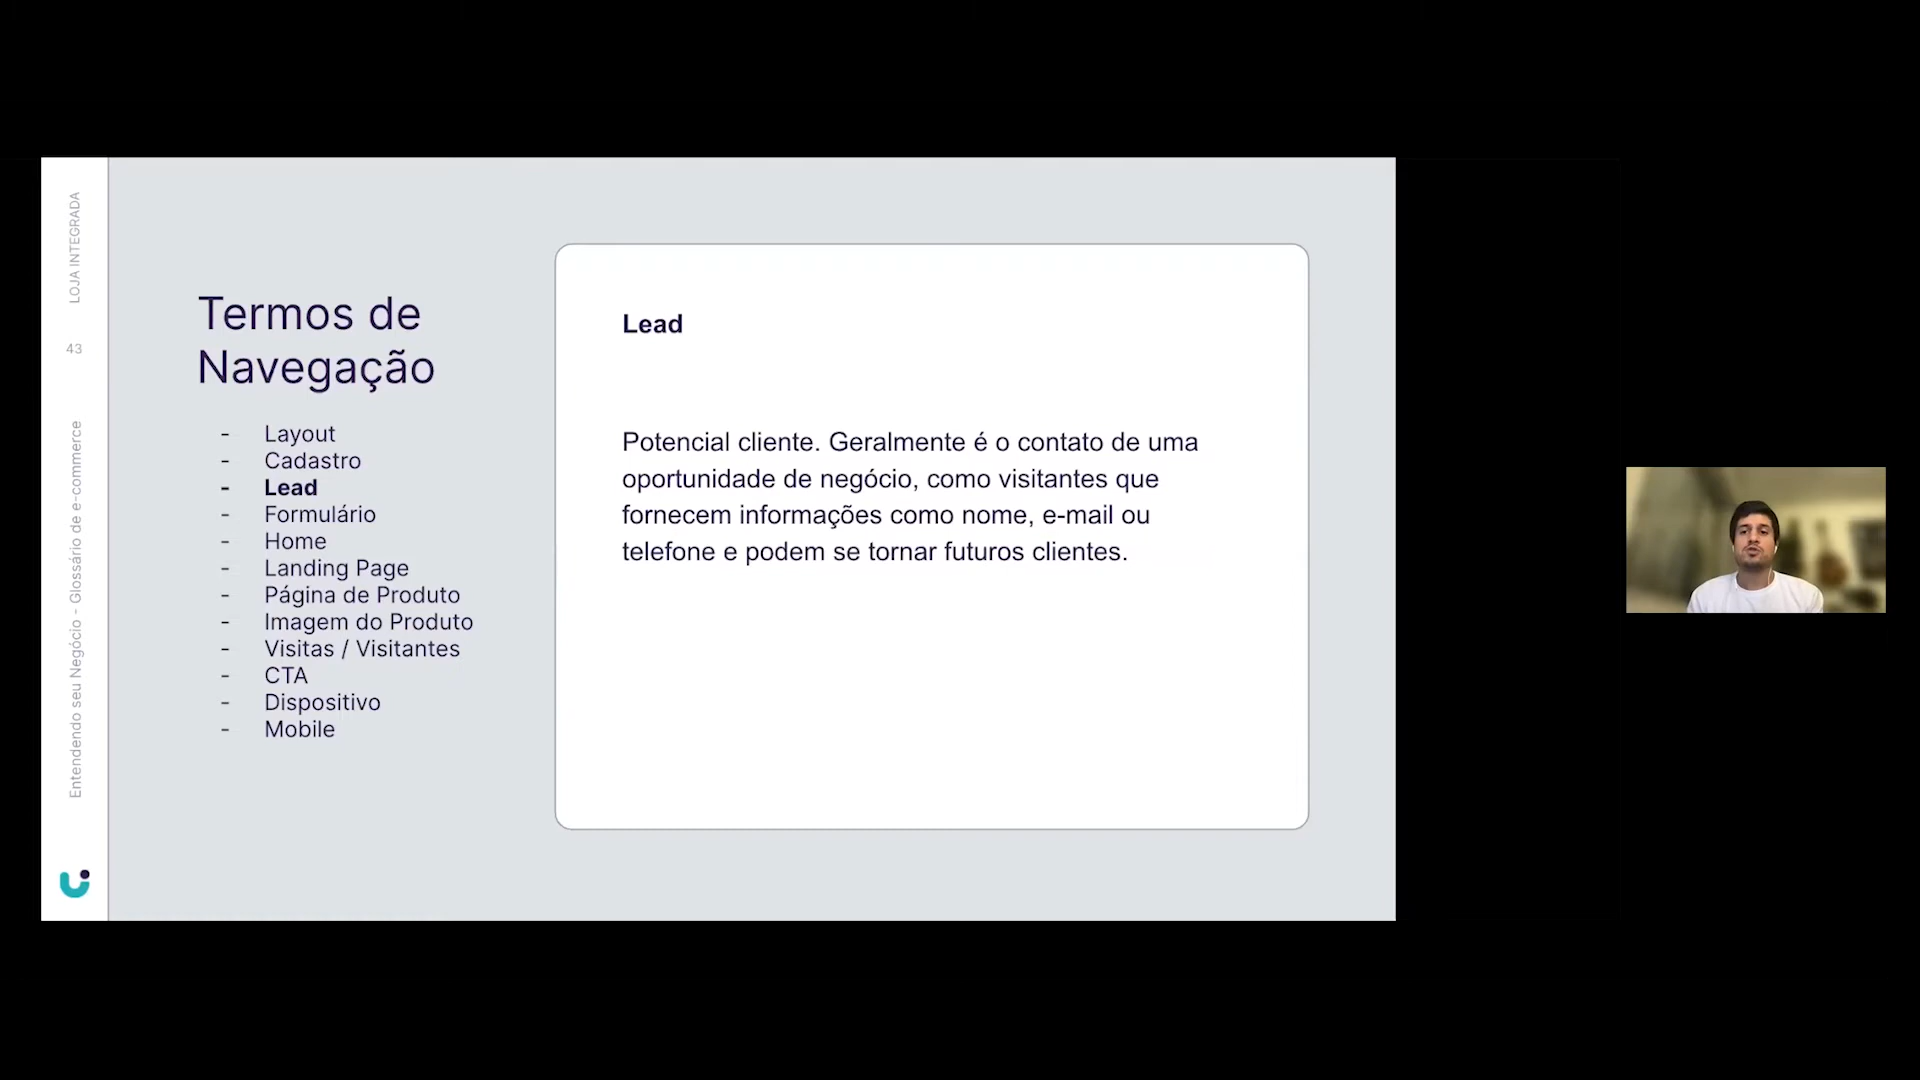 LOJA INTEGRADA
43
Entendendo seu Negócio - Glossário de e-commerce
Termos de
Navegação
- Layout
- Cadastro
- Lead
- Formulário
- Home
- Landing Page
- Página de Produto
- Imagem do Produto
- Visitas / Visitantes
- CTA
- Dispositivo
- Mobile
Lead
Potencial cliente. Geralmente é o contato de uma
oportunidade de negócio, como visitantes que
fornecem informações como nome, e-mail ou
telefone e podem se tornar futuros clientes.